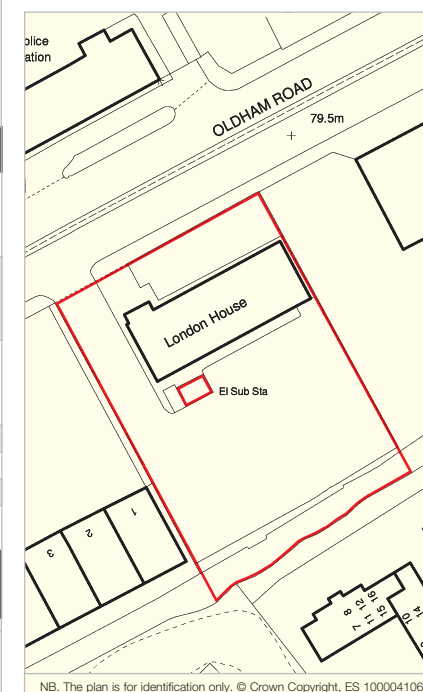 olice
ation
OLDHAM ROAD
79.5m
London House
El Sub Sta
1
2
3
7
8
11
12
15
16
10
14
NB. The plan is for identification only. © Crown Copyright, ES 100004106